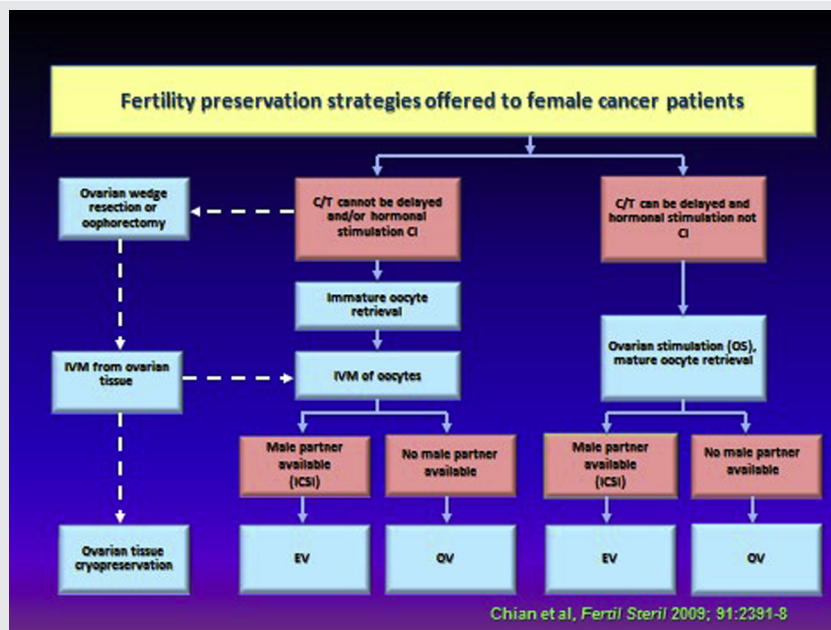 Fertility preservation strategies offered to female cancer patients
Ovarian wedge
resection or
oophorectomy
C/T cannot be delayed
and/or hormonal
stimulation CI
C/T can be delayed and
hormonal stimulation not
CI
Immature oocyte
retrieval
Ovarian stimulation (OS),
mature oocyte retrieval
IVM from ovarian
tissue
IVM of oocytes
Male partner
available
(ICSI)
No male partner
available
Male partner
available
(ICSI)
No male partner
available
Ovarian tissue
cryopreservation
EV
OV
EV
OV
Chian et al, Fertil Steril 2009; 91:2391-8